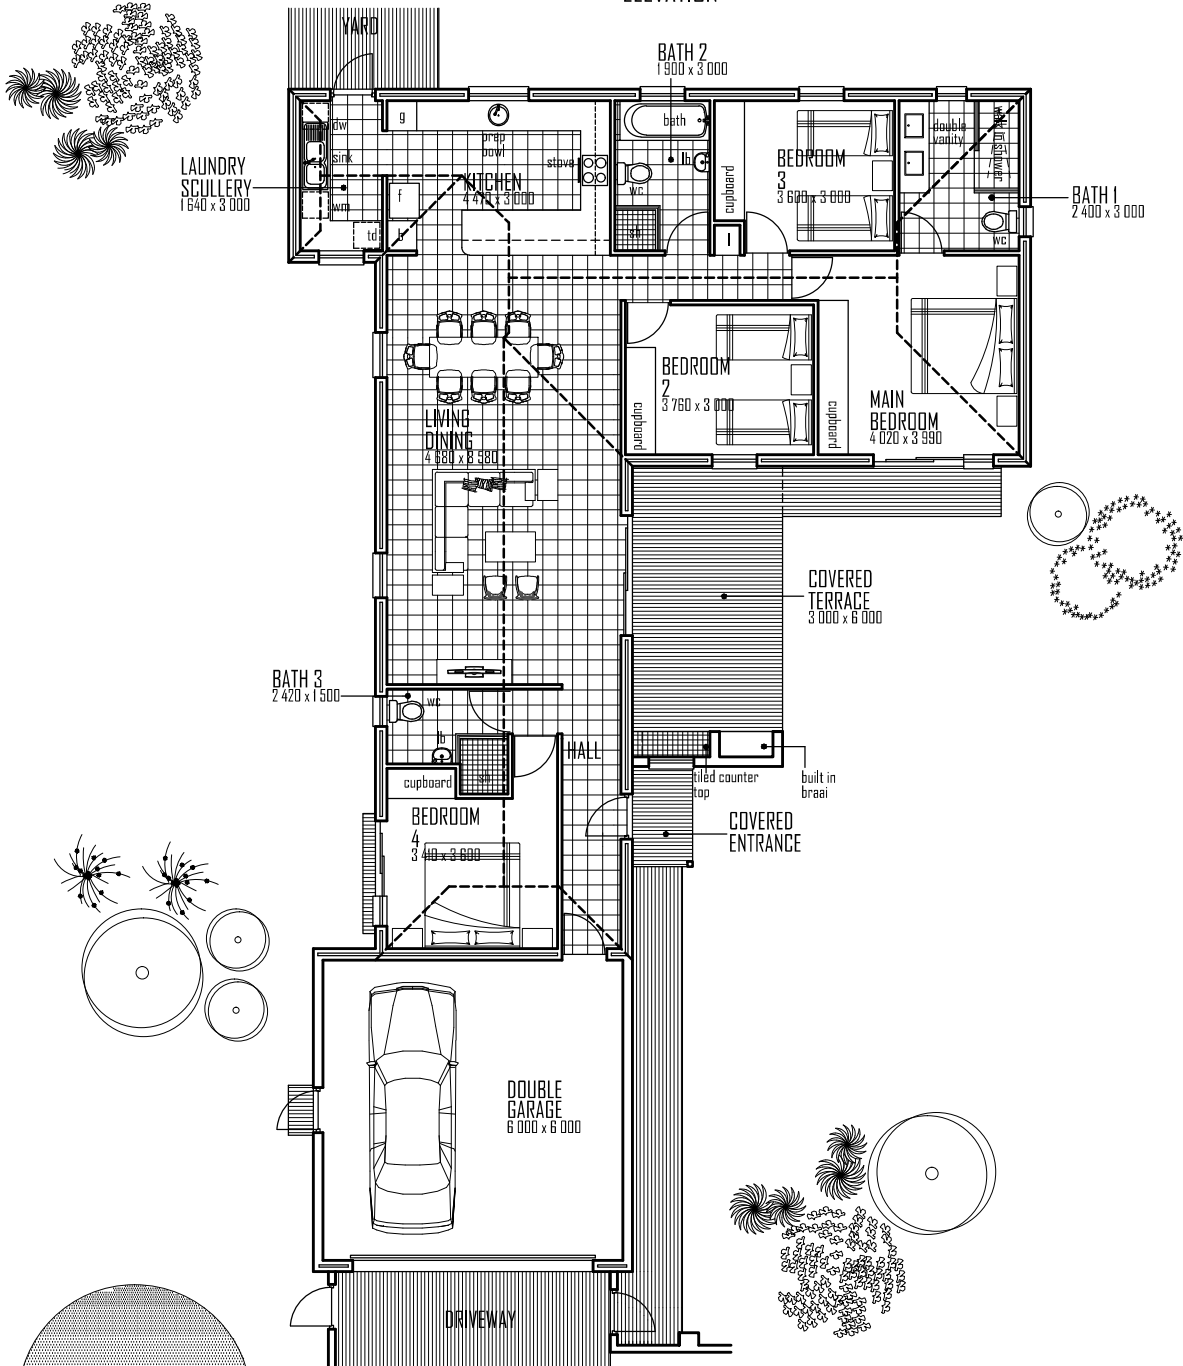 YARD
BATH 2
1 900 x 3 000
g
dw
prep
bowl
bath
double
vanity
walk in shower
sink
stove
lb
LAUNDRY
SCULLERY
1 640 x 3 000
KITCHEN
4 470 x 3 000
BEDROOM
3
3 600 x 3 000
cupboard
BATH 1
2 400 x 3 000
wm
f
wc
td
b
sh
l
wc
BEDROOM
2
3 760 x 3 000
cupboard
cupboard
MAIN
BEDROOM
4 020 x 3 990
LIVING
DINING
4 680 x 8 580
COVERED
TERRACE
3 000 x 6 000
BATH 3
2 420 x 1 500
wc
lb
sh
HALL
cupboard
tiled counter
top
built in
braai
BEDROOM
4
3 410 x 3 600
COVERED
ENTRANCE
DOUBLE
GARAGE
6 000 x 6 000
DRIVEWAY